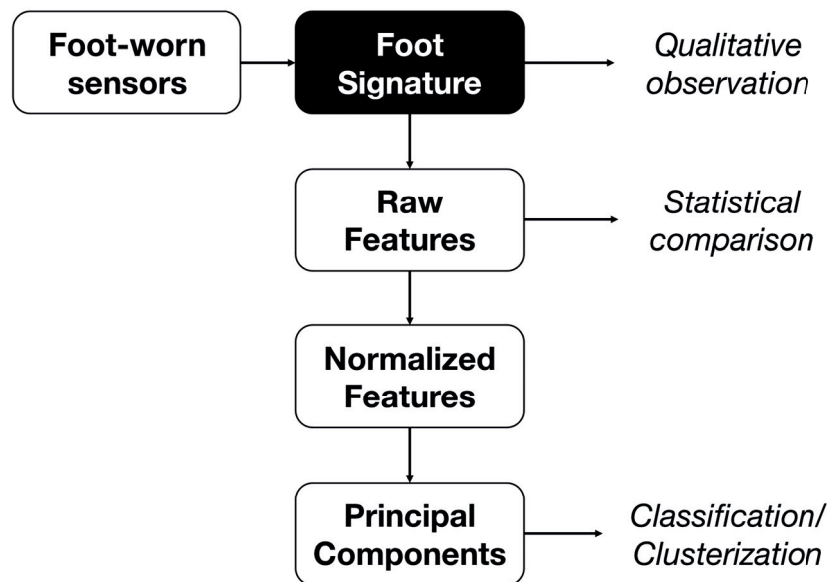 Foot-worn
sensors
Foot
Signature
Qualitative
observation
Raw
Features
Statistical
comparison
Normalized
Features
Principal
Components
Classification/
Clusterization